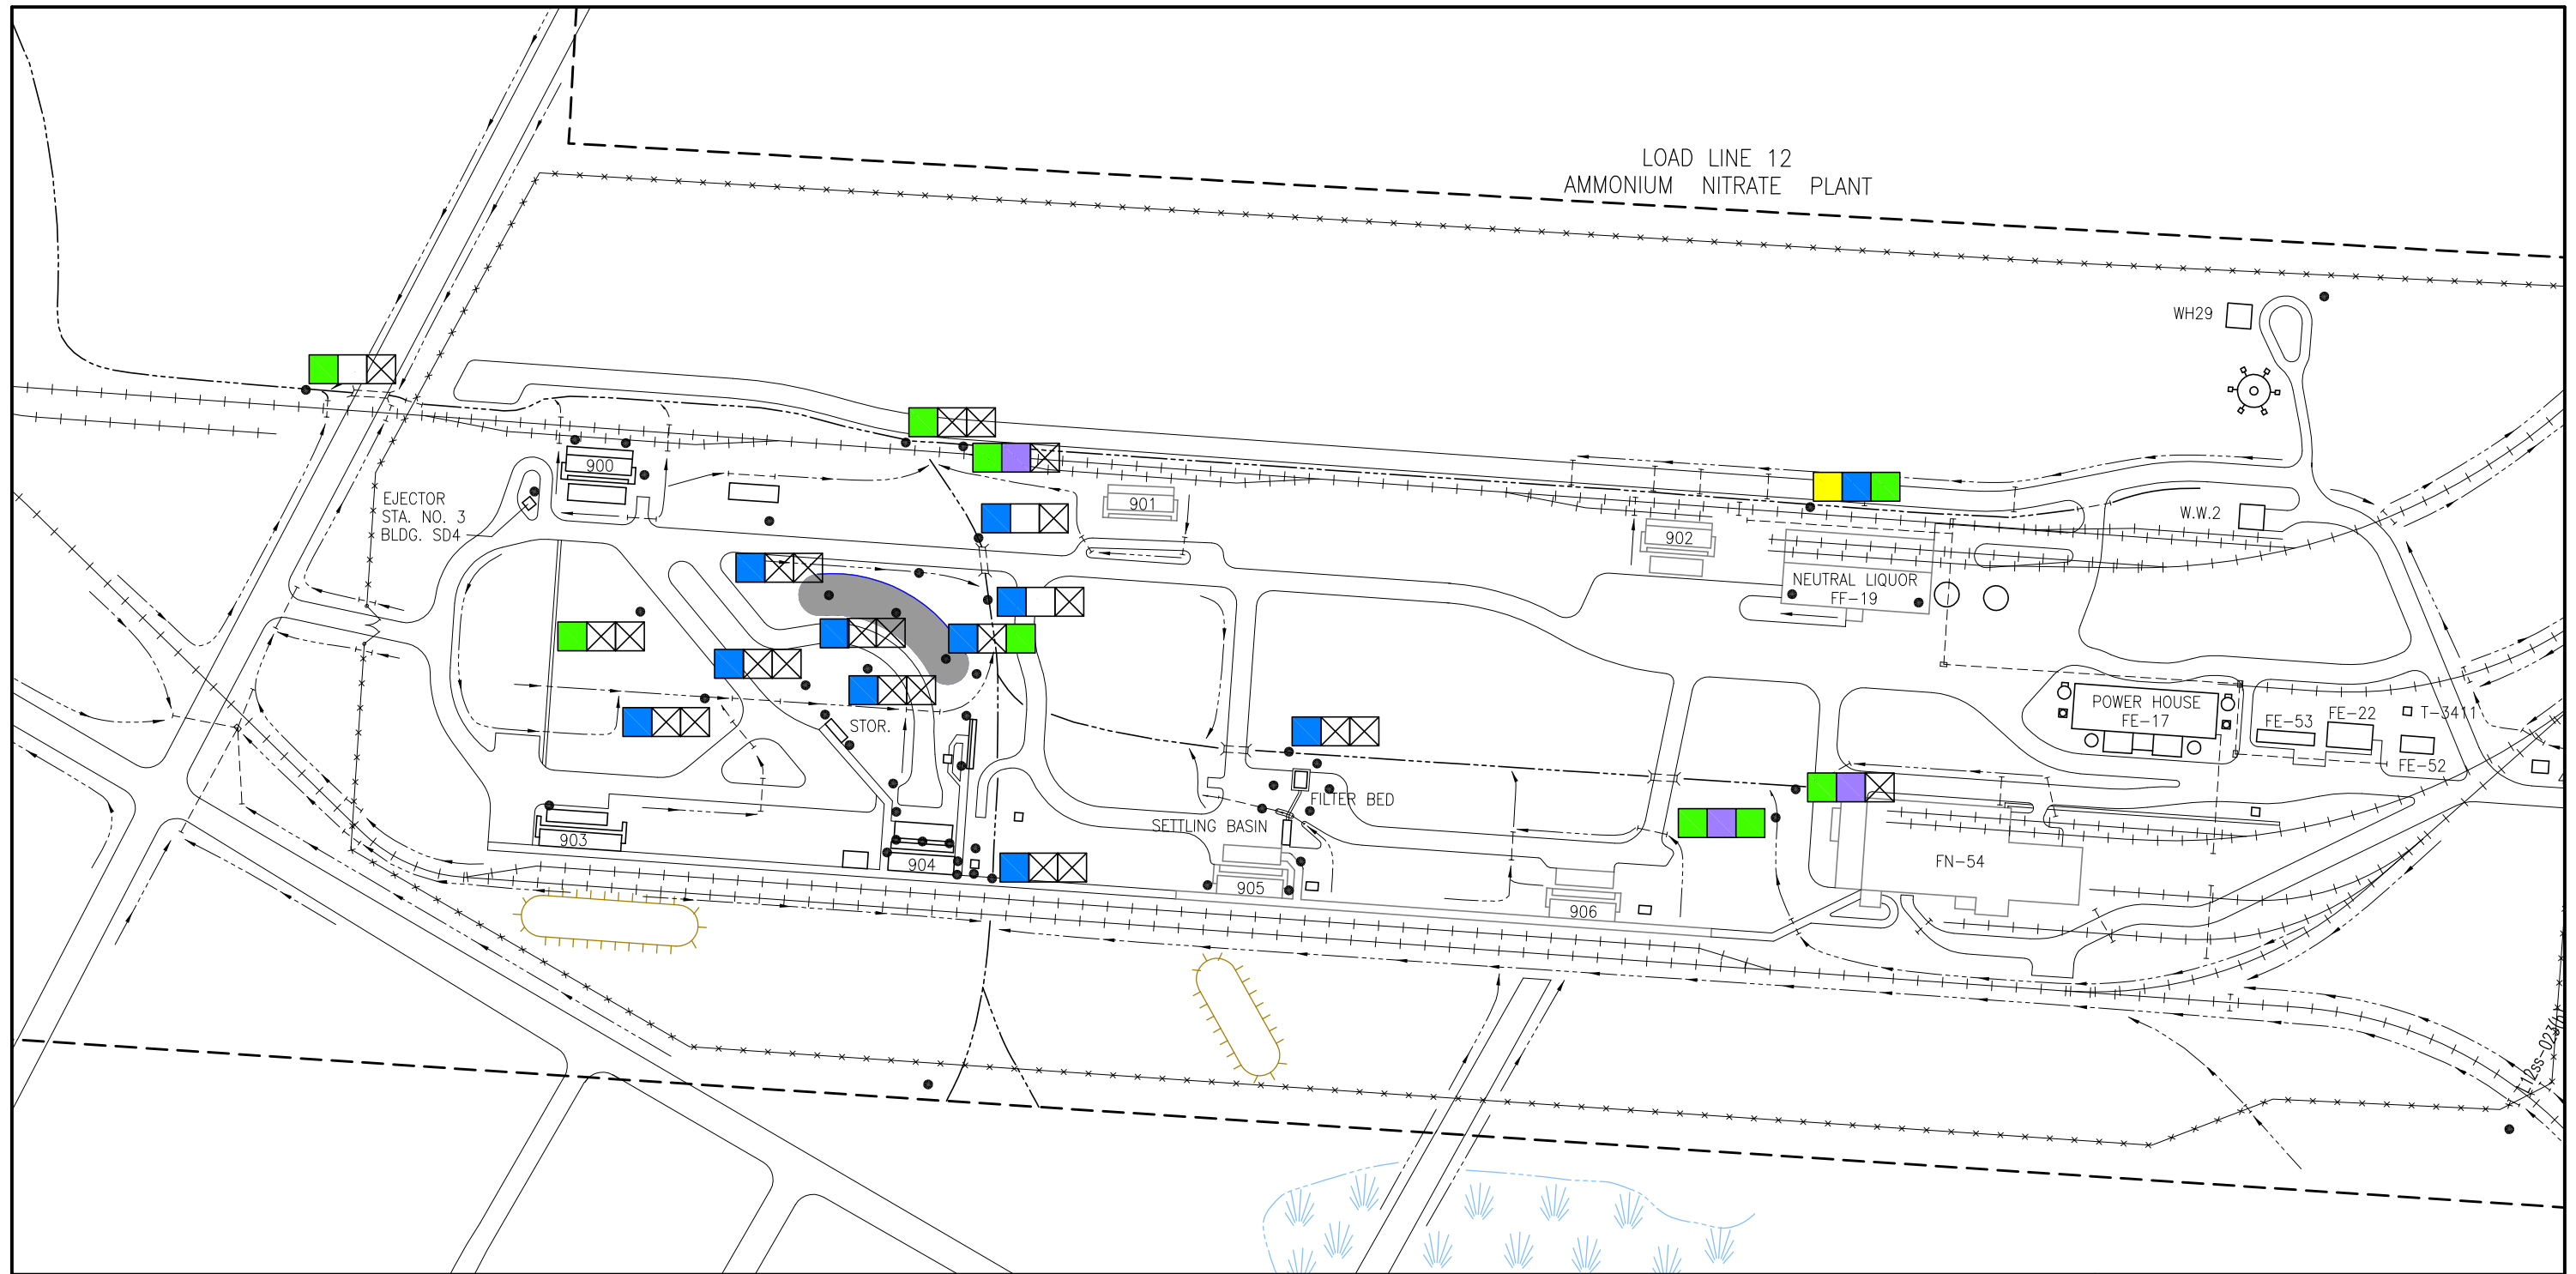 LOAD LINE 12
AMMONIUM NITRATE PLANT
WH29
900
EJECTOR
STA. NO. 3
BLDG. SD4
901
W.W.2
902
NEUTRAL LIQUOR
FF-19
POWER HOUSE
FE-17
FE-53
FE-22
T-3411
FE-52
STOR.
FILTER BED
SETTLING BASIN
903
904
905
906
FN-54